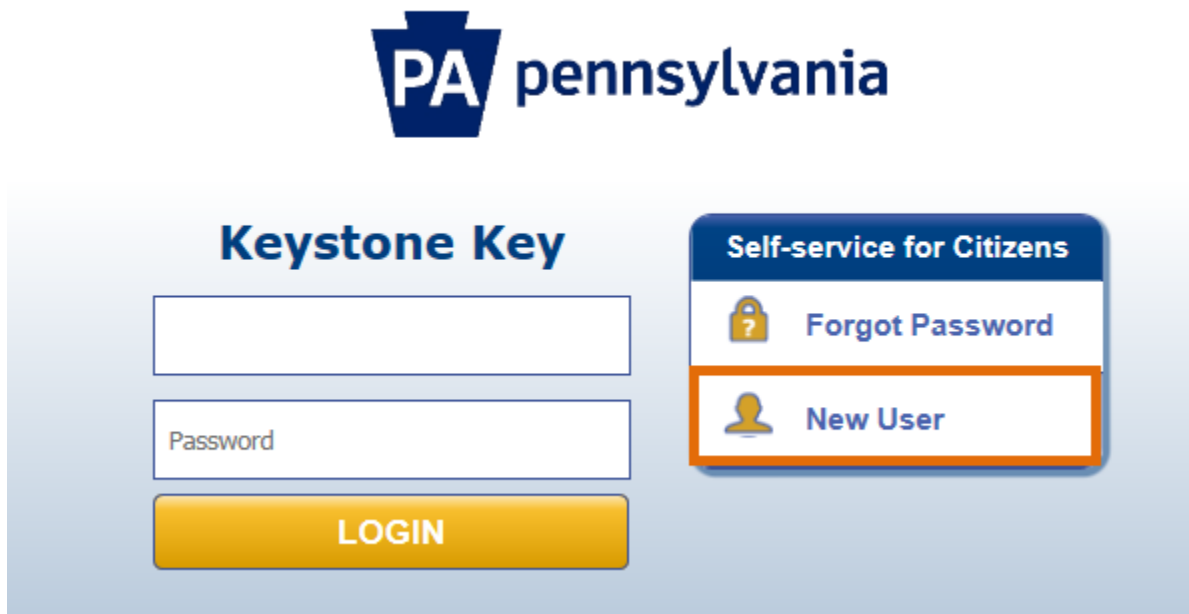 PA pennsylvania
Keystone Key
Password
LOGIN
Self-service for Citizens
?
Forgot Password
New User